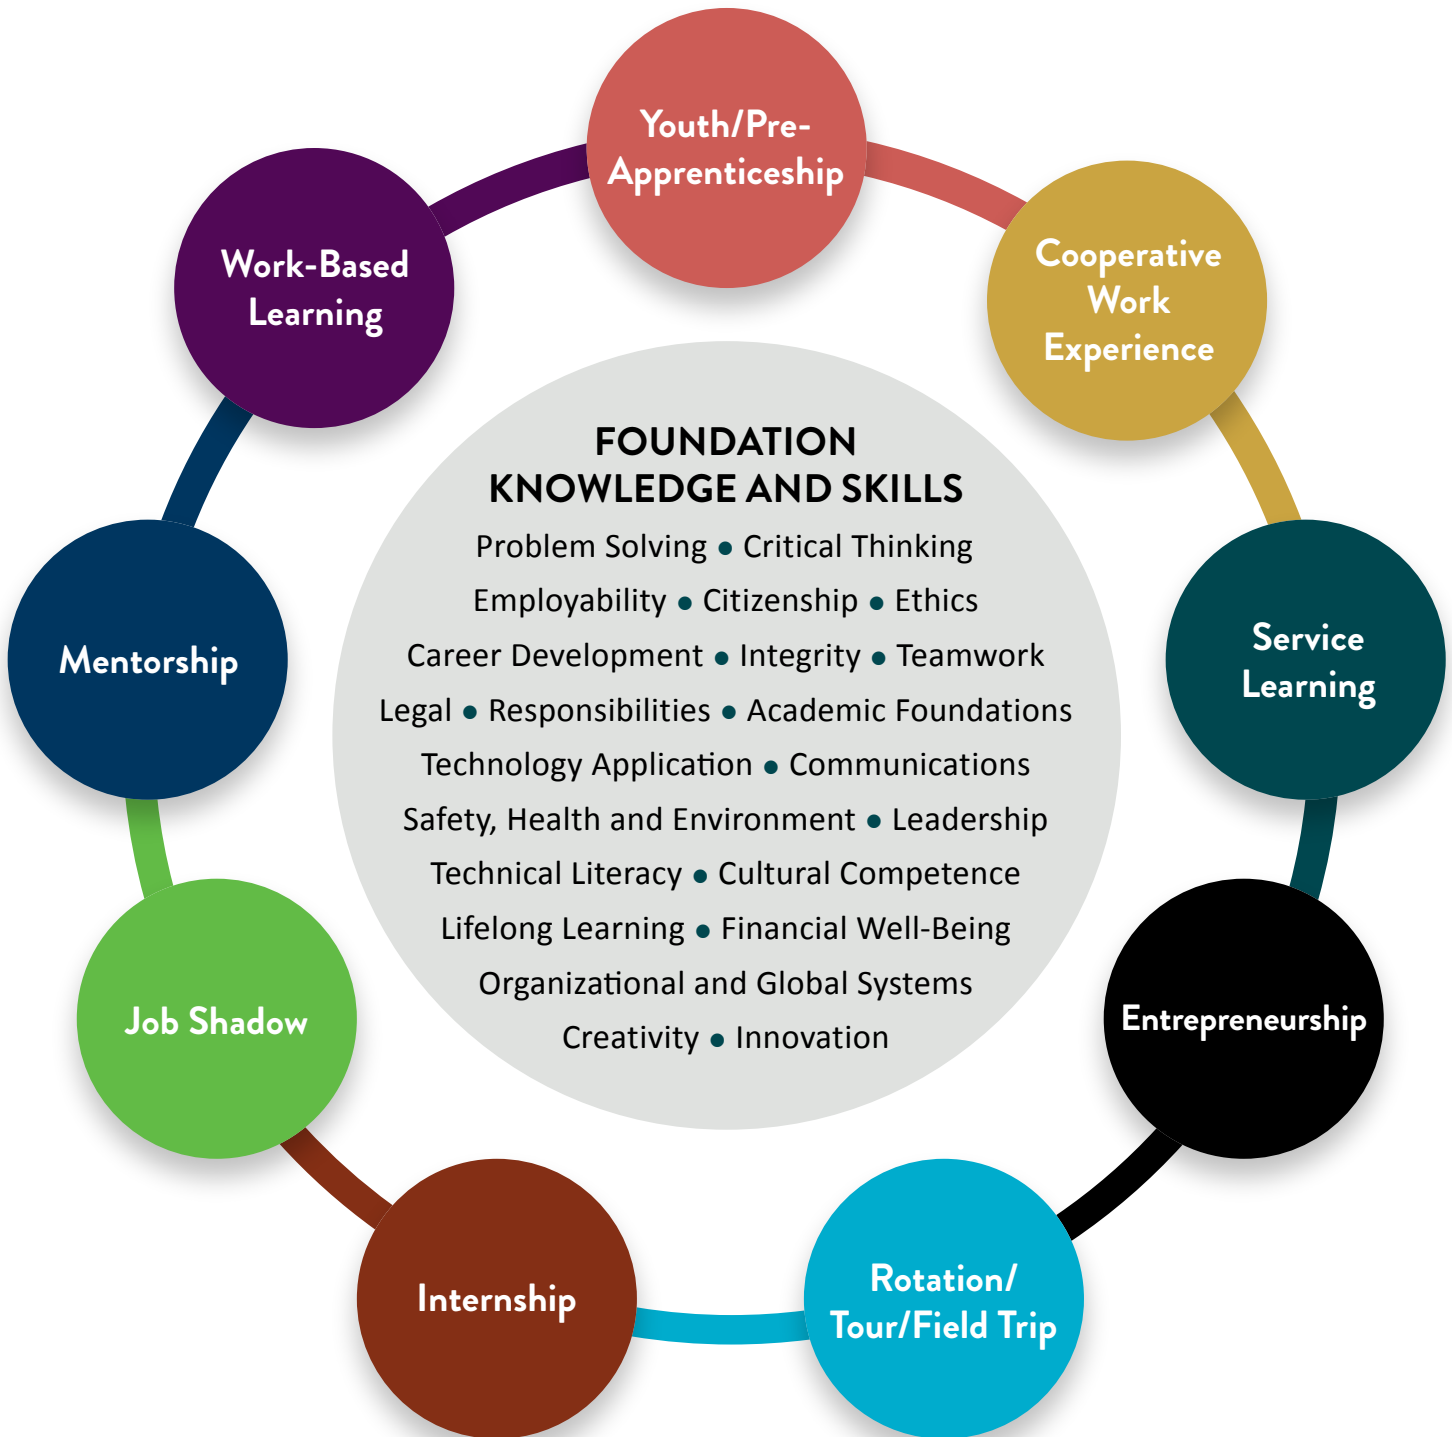 Youth/Pre-
Apprenticeship
Cooperative
Work
Experience
Service
Learning
Entrepreneurship
Rotation/
Tour/Field Trip
Internship
Job Shadow
Mentorship
Work-Based
Learning
FOUNDATION
KNOWLEDGE AND SKILLS
Problem Solving • Critical Thinking
Employability • Citizenship • Ethics
Career Development • Integrity • Teamwork
Legal • Responsibilities • Academic Foundations
Technology Application • Communications
Safety, Health and Environment • Leadership
Technical Literacy • Cultural Competence
Lifelong Learning • Financial Well-Being
Organizational and Global Systems
Creativity • Innovation